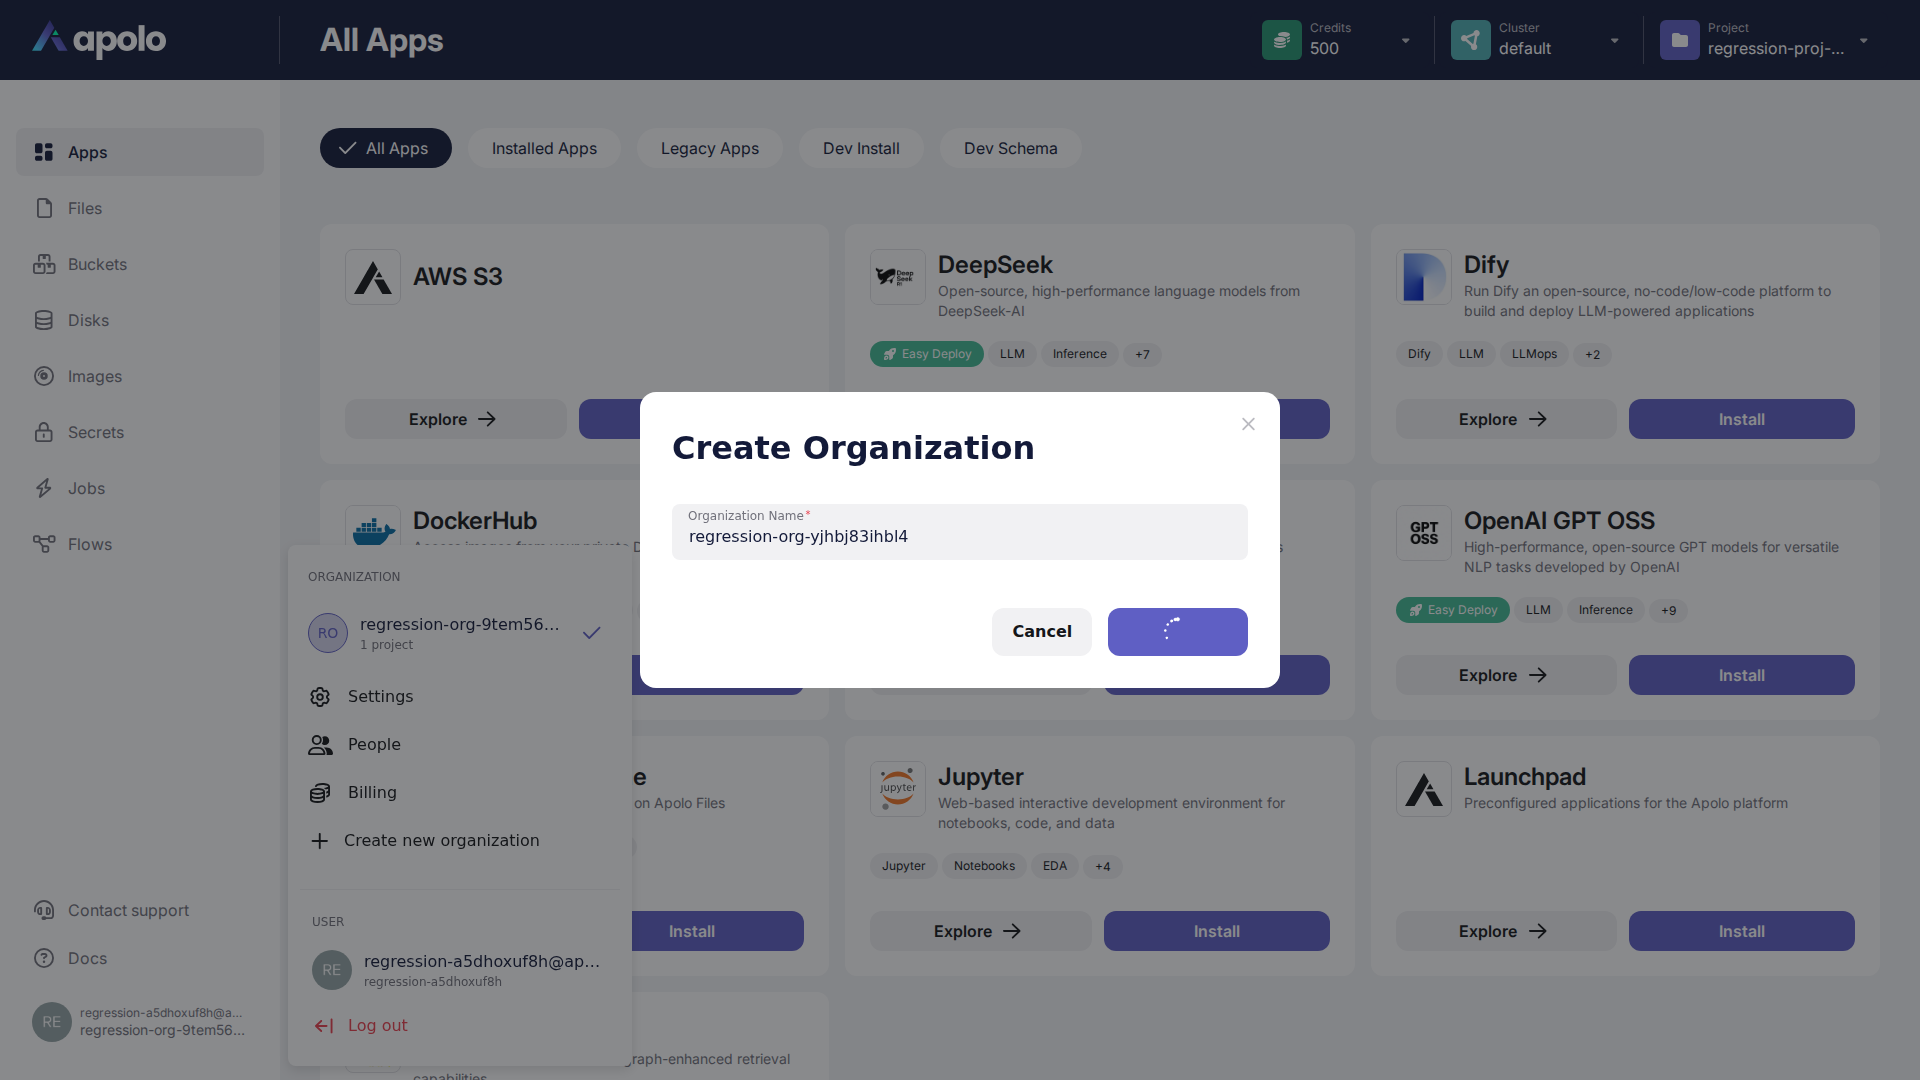 apolo
All Apps
Credits
500
Cluster
default
Project
regression-proj-...
Apps
Files
Buckets
Disks
Images
Secrets
Jobs
Flows
Contact support
Docs
RE
regression-a5dhoxuf8h@a...
regression-org-9tem56...
All Apps
Installed Apps
Legacy Apps
Dev Install
Dev Schema
AWS S3
Explore
DeepSeek
Open-source, high-performance language models from
DeepSeek-AI
Easy Deploy
LLM
Inference
+7
Dify
Run Dify an open-source, no-code/low-code platform to
build and deploy LLM-powered applications
Dify
LLM
LLMops
+2
Explore
Install
DockerHub
OpenAI GPT OSS
GPT
OSS
High-performance, open-source GPT models for versatile
NLP tasks developed by OpenAI
Easy Deploy
LLM
Inference
+9
Explore
Install
e
on Apolo Files
Install
jupyter
Jupyter
Web-based interactive development environment for
notebooks, code, and data
Jupyter
Notebooks
EDA
+4
Explore
Install
Launchpad
Preconfigured applications for the Apolo platform
Explore
Install
raph-enhanced retrieval
capabilities
ORGANIZATION
RO
regression-org-9tem56...
1 project
Settings
People
Billing
Create new organization
USER
RE
regression-a5dhoxuf8h@ap...
regression-a5dhoxuf8h
Log out
Create Organization
Organization Name*
regression-org-yjhbj83ihbl4
Cancel